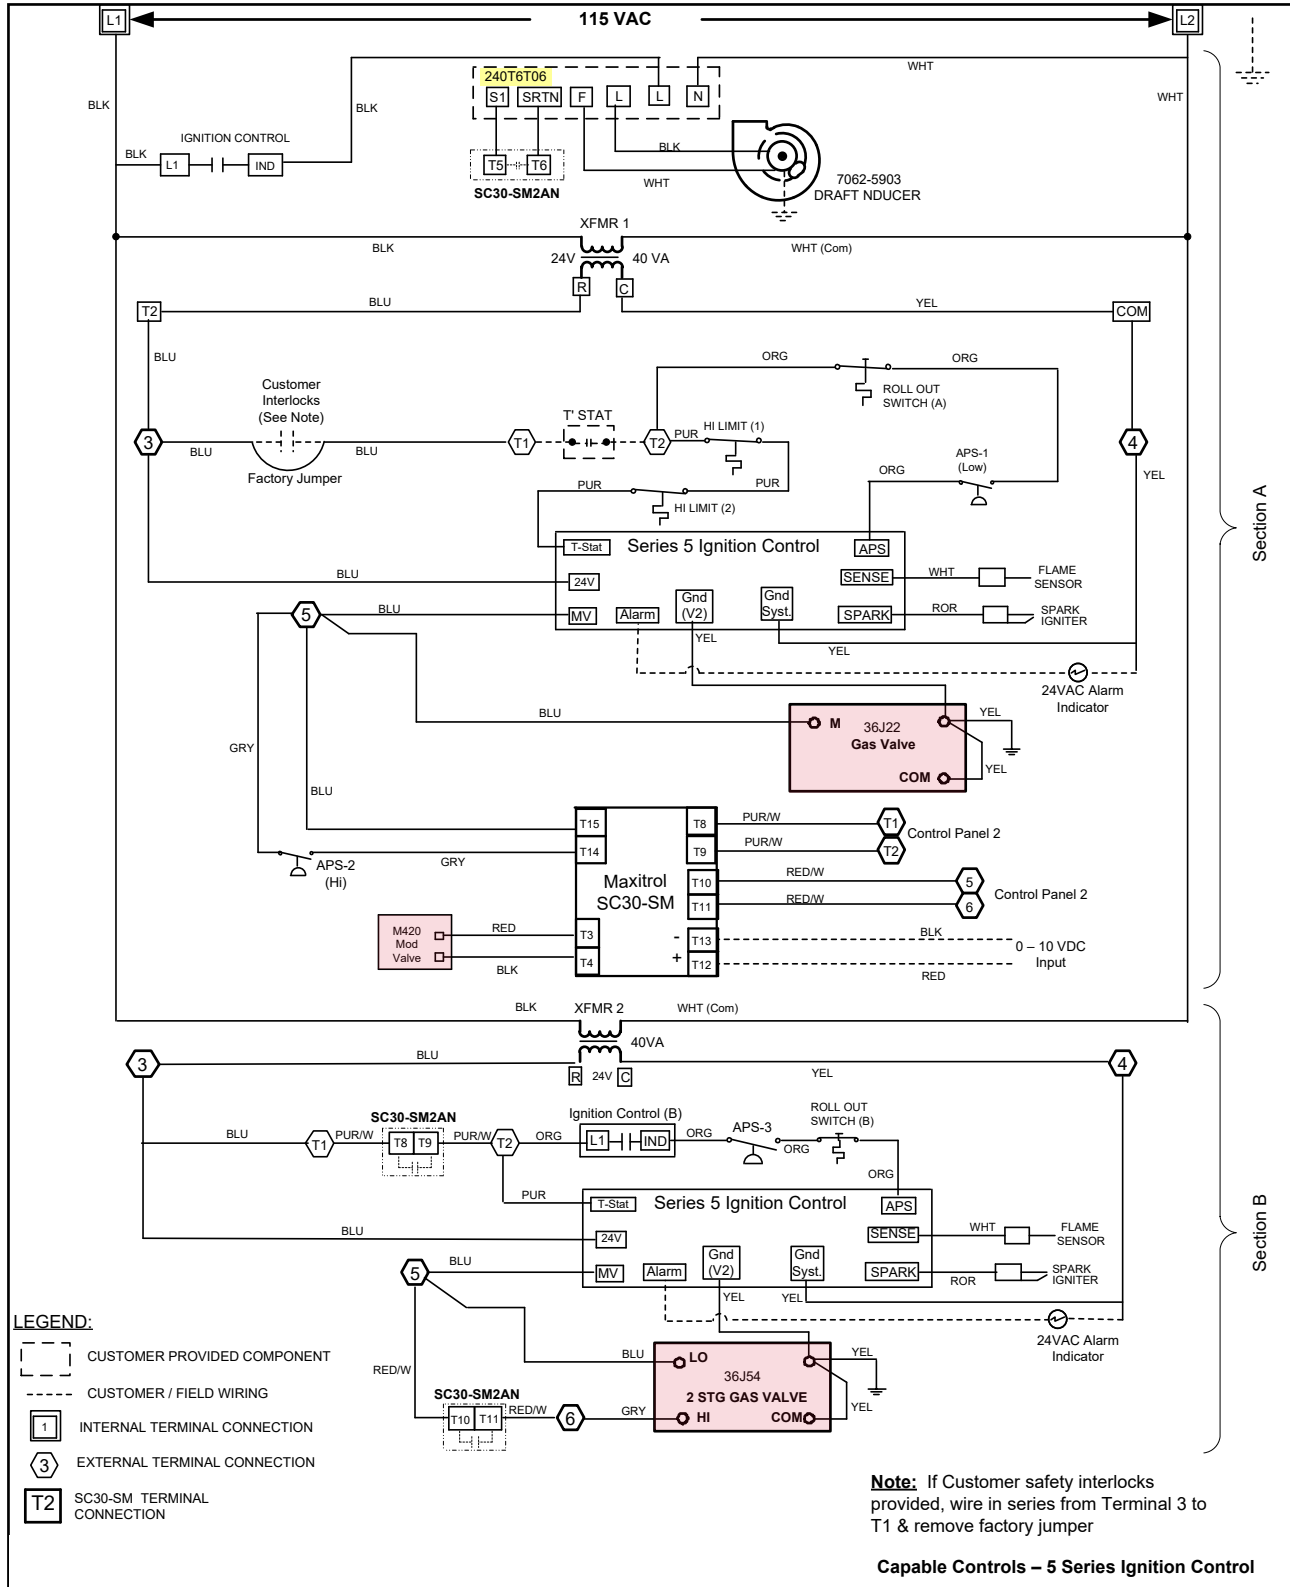 L1
115 VAC
L2
240T6T06
S1
SRTN
F
L
L
N
WHT
BLK
BLK
WHT
IGNITION CONTROL
BLK
L1
IND
T5
T6
SC30-SM2AN
BLK
WHT
7062-5903
DRAFT NDUCER
XFMR 1
BLK
WHT (Com)
24V
40 VA
R
C
T2
BLU
YEL
COM
BLU
ORG
ORG
ROLL OUT
SWITCH (A)
Customer
Interlocks
(See Note)
3
BLU
BLU
Factory Jumper
T1
T' STAT
T2
PUR
HI LIMIT (1)
4
YEL
APS-1
(Low)
ORG
PUR
PUR
HI LIMIT (2)
T-Stat
Series 5 Ignition Control
APS
BLU
24V
SENSE
WHT
FLAME
SENSOR
5
BLU
MV
Alarm
Gnd
(V2)
Gnd
Syst.
SPARK
ROR
SPARK
IGNITER
YEL
YEL
24VAC Alarm
Indicator
BLU
M
36J22
Gas Valve
COM
YEL
YEL
GRY
BLU
T15
T8
PUR/W
T1
Control Panel 2
T14
T9
PUR/W
T2
APS-2
(Hi)
GRY
Maxitrol
SC30-SM
T10
RED/W
5
Control Panel 2
T11
RED/W
6
M420
Mod
Valve
RED
T3
BLK
T4
-
T13
BLK
0 – 10 VDC
Input
+
T12
RED
BLK
XFMR 2
WHT (Com)
40VA
3
BLU
R
24V
C
YEL
4
SC30-SM2AN
BLU
T1
PUR/W
T8
T9
PUR/W
T2
ORG
Ignition Control (B)
L1
IND
ORG
APS-3
ORG
ROLL OUT
SWITCH (B)
ORG
PUR
T-Stat
Series 5 Ignition Control
APS
BLU
24V
SENSE
WHT
FLAME
SENSOR
5
BLU
MV
Alarm
Gnd
(V2)
Gnd
Syst.
SPARK
ROR
SPARK
IGNITER
YEL
YEL
24VAC Alarm
Indicator
BLU
LO
36J54
2 STG GAS VALVE
HI
COM
YEL
YEL
RED/W
SC30-SM2AN
T10
T11
RED/W
6
GRY
Section A
Section B
LEGEND:
CUSTOMER PROVIDED COMPONENT
CUSTOMER / FIELD WIRING
1
INTERNAL TERMINAL CONNECTION
3
EXTERNAL TERMINAL CONNECTION
T2
SC30-SM TERMINAL
CONNECTION
Note: If Customer safety interlocks
provided, wire in series from Terminal 3 to
T1 & remove factory jumper
Capable Controls – 5 Series Ignition Control